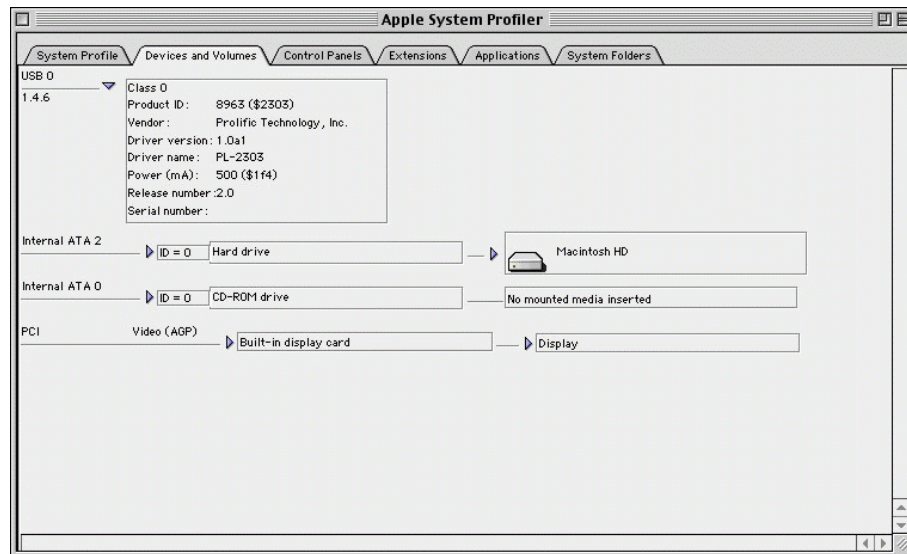 Apple System Profiler
System Profile Devices and Volumes Control Panels Extensions Applications System Folders
USB 0
1.4.6
Class 0
Product ID: 8963 ($2303)
Vendor: Prolific Technology, Inc.
Driver version: 1.0a1
Driver name: PL-2303
Power (mA): 500 ($1f4)
Release number :2.0
Serial number :
Internal ATA 2 ID = 0 Hard drive Macintosh HD
Internal ATA 0 ID = 0 CD-ROM drive No mounted media inserted
PCI Video (AGP) Built-in display card Display